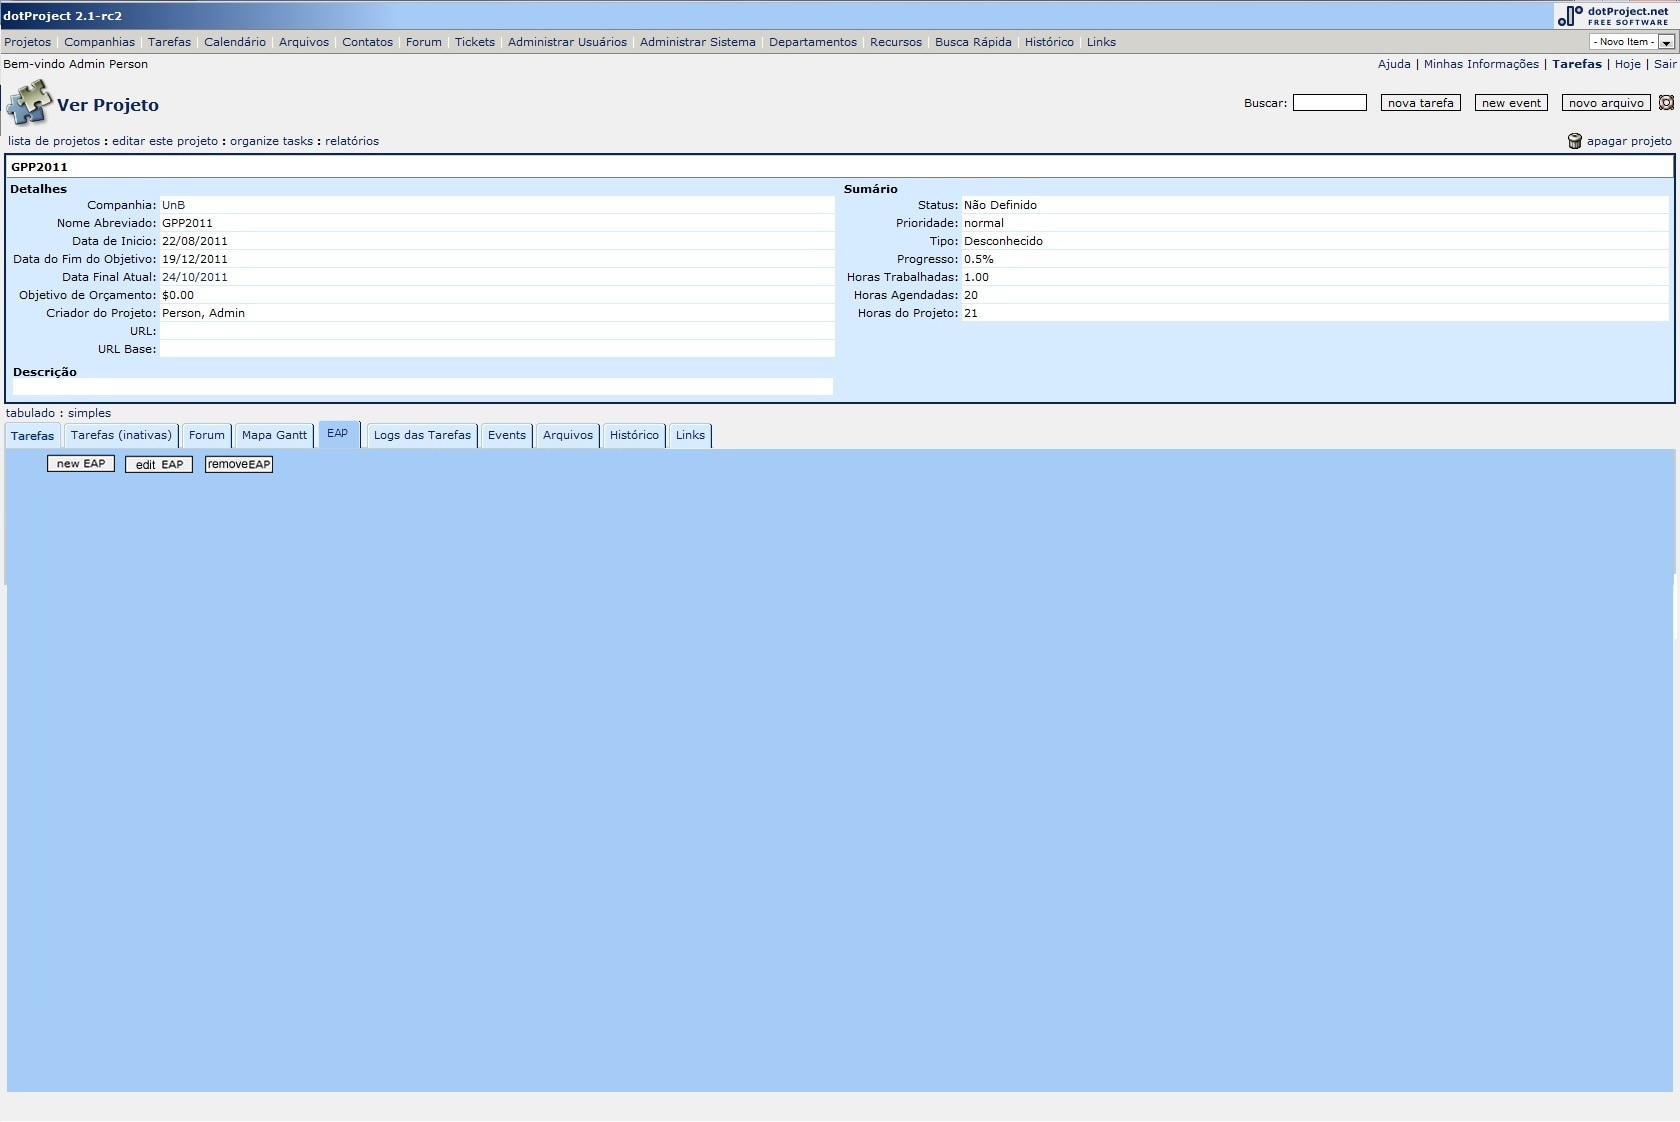 dotProject 2.1-rc2
dotProject.net
FREE SOFTWARE
Projetos | Companhias | Tarefas | Calendário | Arquivos | Contatos | Forum | Tickets | Administrar Usuários | Administrar Sistema | Departamentos | Recursos | Busca Rápida | Histórico | Links
- Novo Item -
Bem-vindo Admin Person
Ajuda | Minhas Informações | Tarefas | Hoje | Sair
Ver Projeto
Buscar: nova tarefa new event novo arquivo
lista de projetos : editar este projeto : organize tasks : relatórios
apagar projeto
GPP2011
Detalhes
Companhia: UnB
Nome Abreviado: GPP2011
Data de Inicio: 22/08/2011
Data do Fim do Objetivo: 19/12/2011
Data Final Atual: 24/10/2011
Objetivo de Orçamento: $0.00
Criador do Projeto: Person, Admin
URL:
URL Base:
Descrição
Sumário
Status: Não Definido
Prioridade: normal
Tipo: Desconhecido
Progresso: 0.5%
Horas Trabalhadas: 1.00
Horas Agendadas: 20
Horas do Projeto: 21
tabulado : simples
Tarefas Tarefas (inativas) Forum Mapa Gantt EAP Logs das Tarefas Events Arquivos Histórico Links
new EAP edit EAP removeEAP